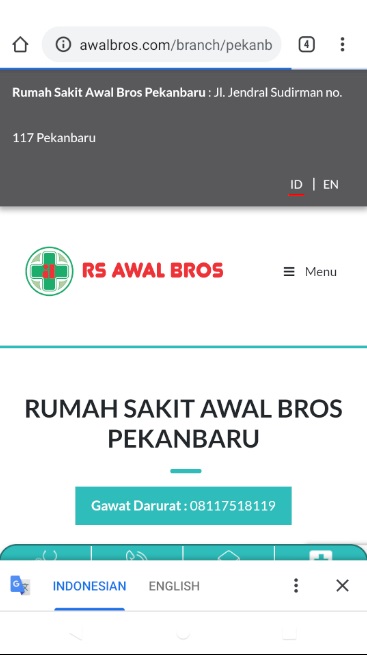 awalbros.com/branch/pekanb
4
Rumah Sakit Awal Bros Pekanbaru : Jl. Jendral Sudirman no.
117 Pekanbaru
ID | EN
RS AWAL BROS
Menu
RUMAH SAKIT AWAL BROS
PEKANBARU
Gawat Darurat : 08117518119
INDONESIAN
ENGLISH